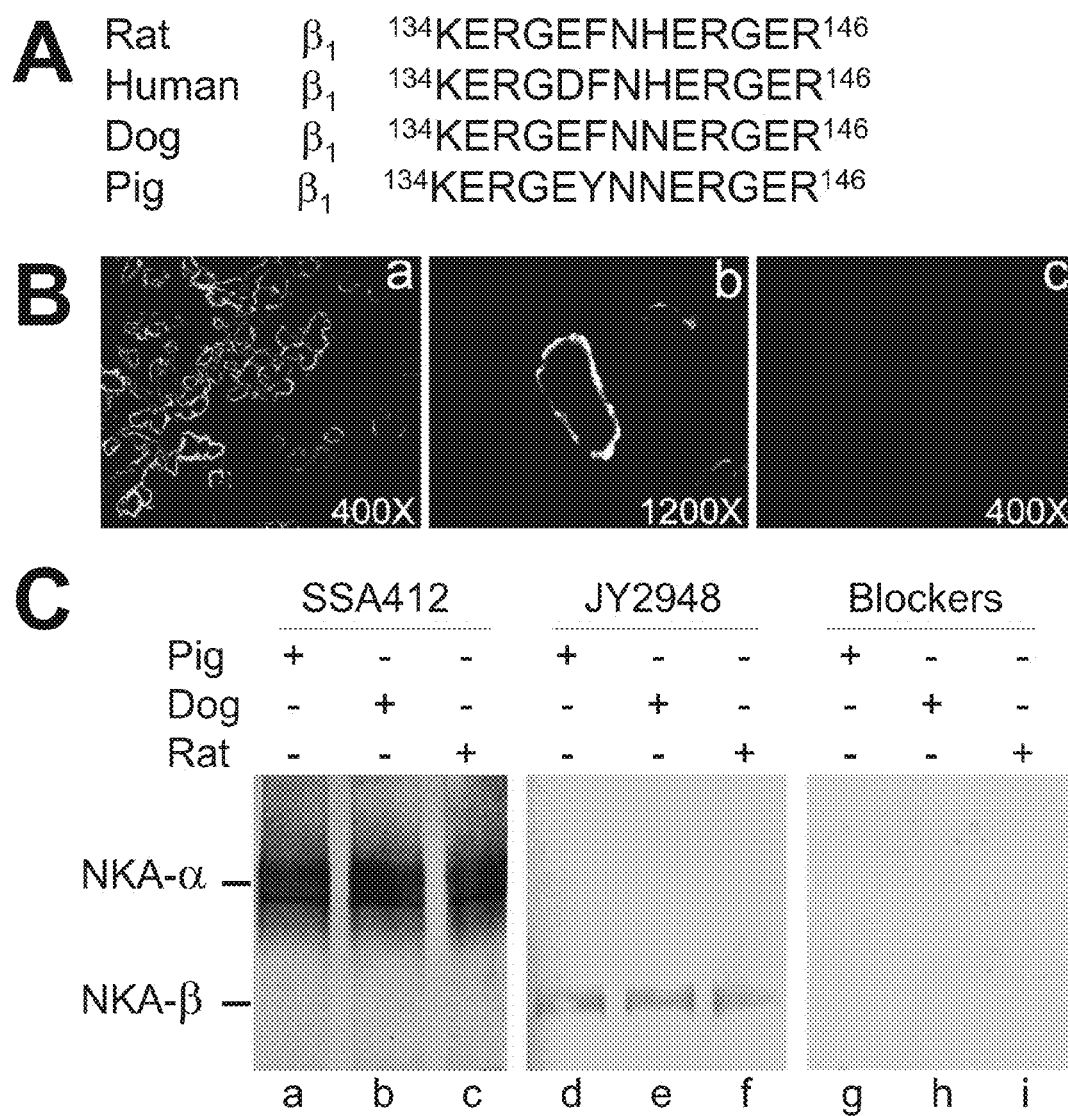 A
Rat β₁ ¹³⁴KERGEFNHERGER¹⁴⁶
Human β₁ ¹³⁴KERGDFNHERGER¹⁴⁶
Dog β₁ ¹³⁴KERGEFNNERGER¹⁴⁶
Pig β₁ ¹³⁴KERGEYNNERGER¹⁴⁶
B
a b c
400X 1200X 400X
C
SSA412 JY2948 Blockers
Pig + - - + - - + - -
Dog - + - - + - - + -
Rat - - + - - + - - +
NKA-α
NKA-β
a b c d e f g h i